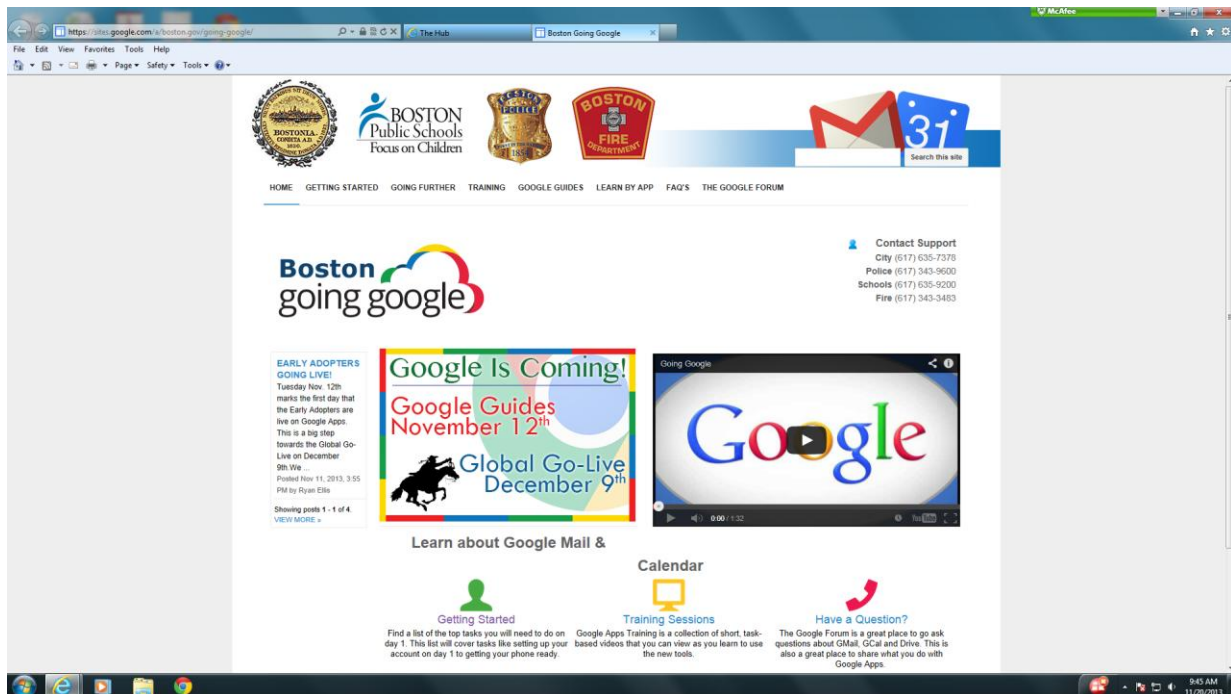 McAfee
https://sites.google.com/a/boston.gov/going-google/
The Hub
Boston Going Google
File Edit View Favorites Tools Help
Page Safety Tools
BOSTONIA.
CONDITA A.D.
BOSTON
Public Schools
Focus on Children
BOSTON
POLICE
BOSTON
FIRE
DEPARTMENT
31
Search this site
HOME GETTING STARTED GOING FURTHER TRAINING GOOGLE GUIDES LEARN BY APP FAQ'S THE GOOGLE FORUM
Boston
going google
Contact Support
City (617) 635-7378
Police (617) 343-9600
Schools (617) 635-9200
Fire (617) 343-3483
EARLY ADOPTERS
GOING LIVE!
Tuesday Nov. 12th
marks the first day that
the Early Adopters are
live on Google Apps.
This is a big step
towards the Global Go-
Live on December
9th.We ...
Posted Nov 11, 2013, 3:55
PM by Ryan Ellis
Showing posts 1 - 1 of 4.
VIEW MORE »
Google Is Coming!
Google Guides
November 12th
Global Go-Live
December 9th
Going Google
Google
0:00 / 1:32
YouTube
Learn about Google Mail &
Calendar
Getting Started
Find a list of the top tasks you will need to do on
day 1. This list will cover tasks like setting up your
account on day 1 to getting your phone ready.
Training Sessions
Google Apps Training is a collection of short, task-
based videos that you can view as you learn to use
the new tools.
Have a Question?
The Google Forum is a great place to go ask
questions about GMail, GCal and Drive. This is
also a great place to share what you do with
Google Apps.
9:45 AM
11/20/2013